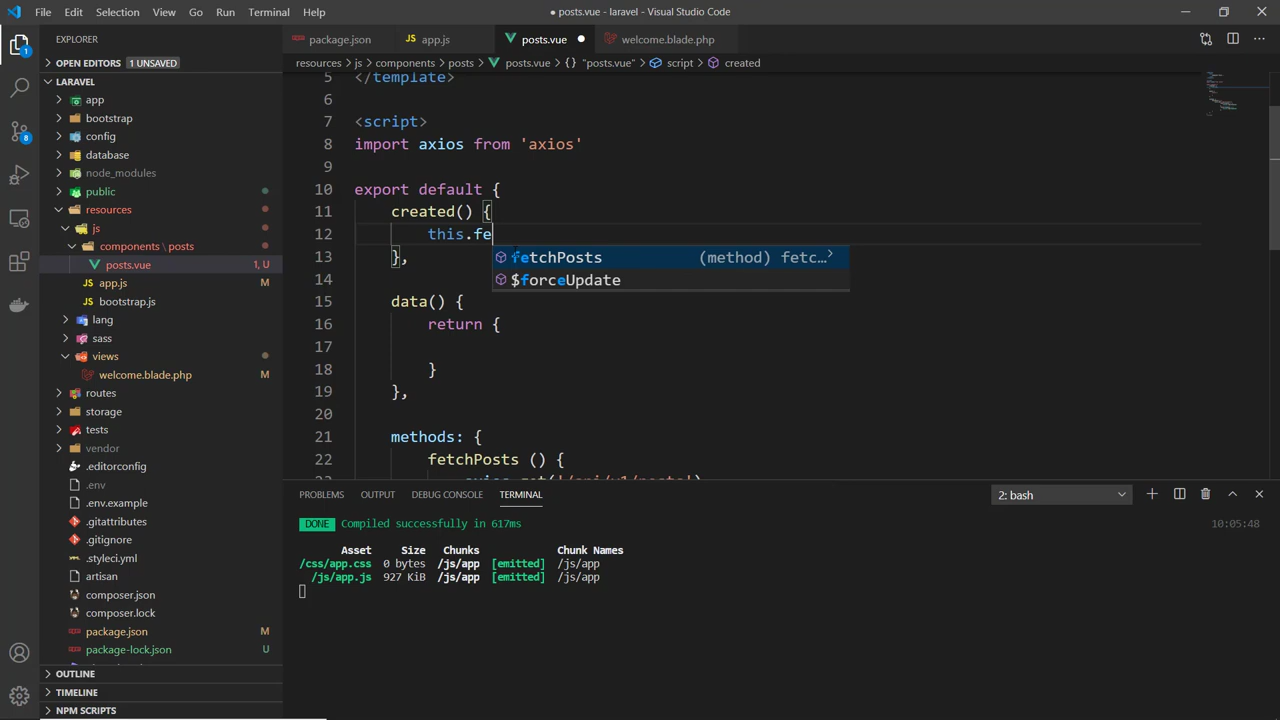 File Edit Selection View Go Run Terminal Help
● posts.vue - laravel - Visual Studio Code
EXPLORER
OPEN EDITORS 1 UNSAVED
LARAVEL
app
bootstrap
config
database
node_modules
public
resources
js
components \ posts
posts.vue 1, U
app.js M
bootstrap.js
lang
sass
views
welcome.blade.php M
routes
storage
tests
vendor
.editorconfig
.env
.env.example
.gitattributes
.gitignore
.styleci.yml
artisan
composer.json
composer.lock
package.json M
package-lock.json U
OUTLINE
TIMELINE
NPM SCRIPTS
1
8
package.json app.js posts.vue ● welcome.blade.php
resources > js > components > posts > posts.vue > {} "posts.vue" > script > created
5 </template>
6
7 <script>
8 import axios from 'axios'
9
10 export default {
11 created() {
12 this.fe
fetchPosts (method) fetc…>
$forceUpdate
13 },
14
15 data() {
16 return {
17
18 }
19 },
20
21 methods: {
22 fetchPosts () {
23 axios.get('/api/v1/posts')
PROBLEMS OUTPUT DEBUG CONSOLE TERMINAL 2: bash
DONE Compiled successfully in 617ms 10:05:48
Asset Size Chunks Chunk Names
/css/app.css 0 bytes /js/app [emitted] /js/app
/js/app.js 927 KiB /js/app [emitted] /js/app